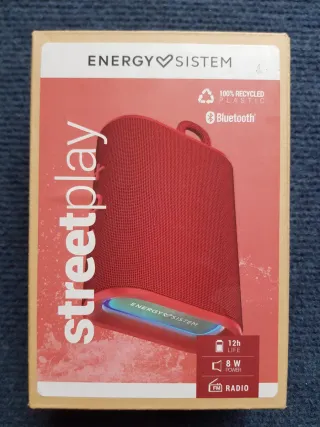 ENERGY SISTEM
100% RECYCLED
PLASTIC
Bluetooth®
streetplay
ENERGY SISTEM
12h
LIFE
8 W
POWER
FM RADIO